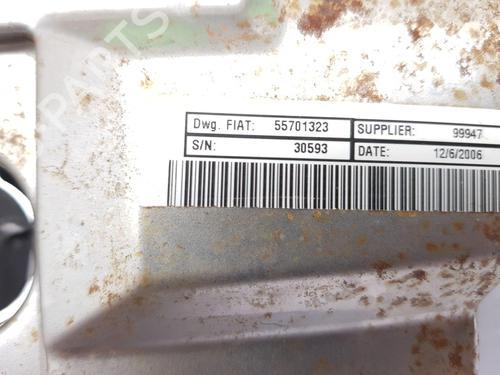 Dwg. FIAT: 55701323 SUPPLIER: 99947
S/N: 30593 DATE: 12/6/2006
PARTS